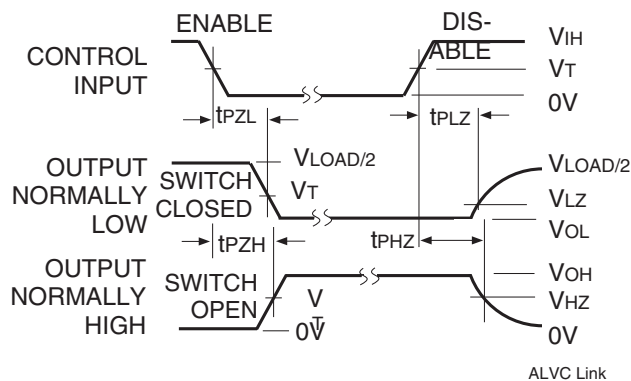 ENABLE
DIS-
ABLE
CONTROL
INPUT
VIH
VT
0V
tPZL
tPLZ
OUTPUT
NORMALLY
LOW
SWITCH
CLOSED
VLOAD/2
VT
VLOAD/2
VLZ
VOL
tPZH
tPHZ
OUTPUT
NORMALLY
HIGH
SWITCH
OPEN
VT
0V
VOH
VHZ
0V
ALVC Link